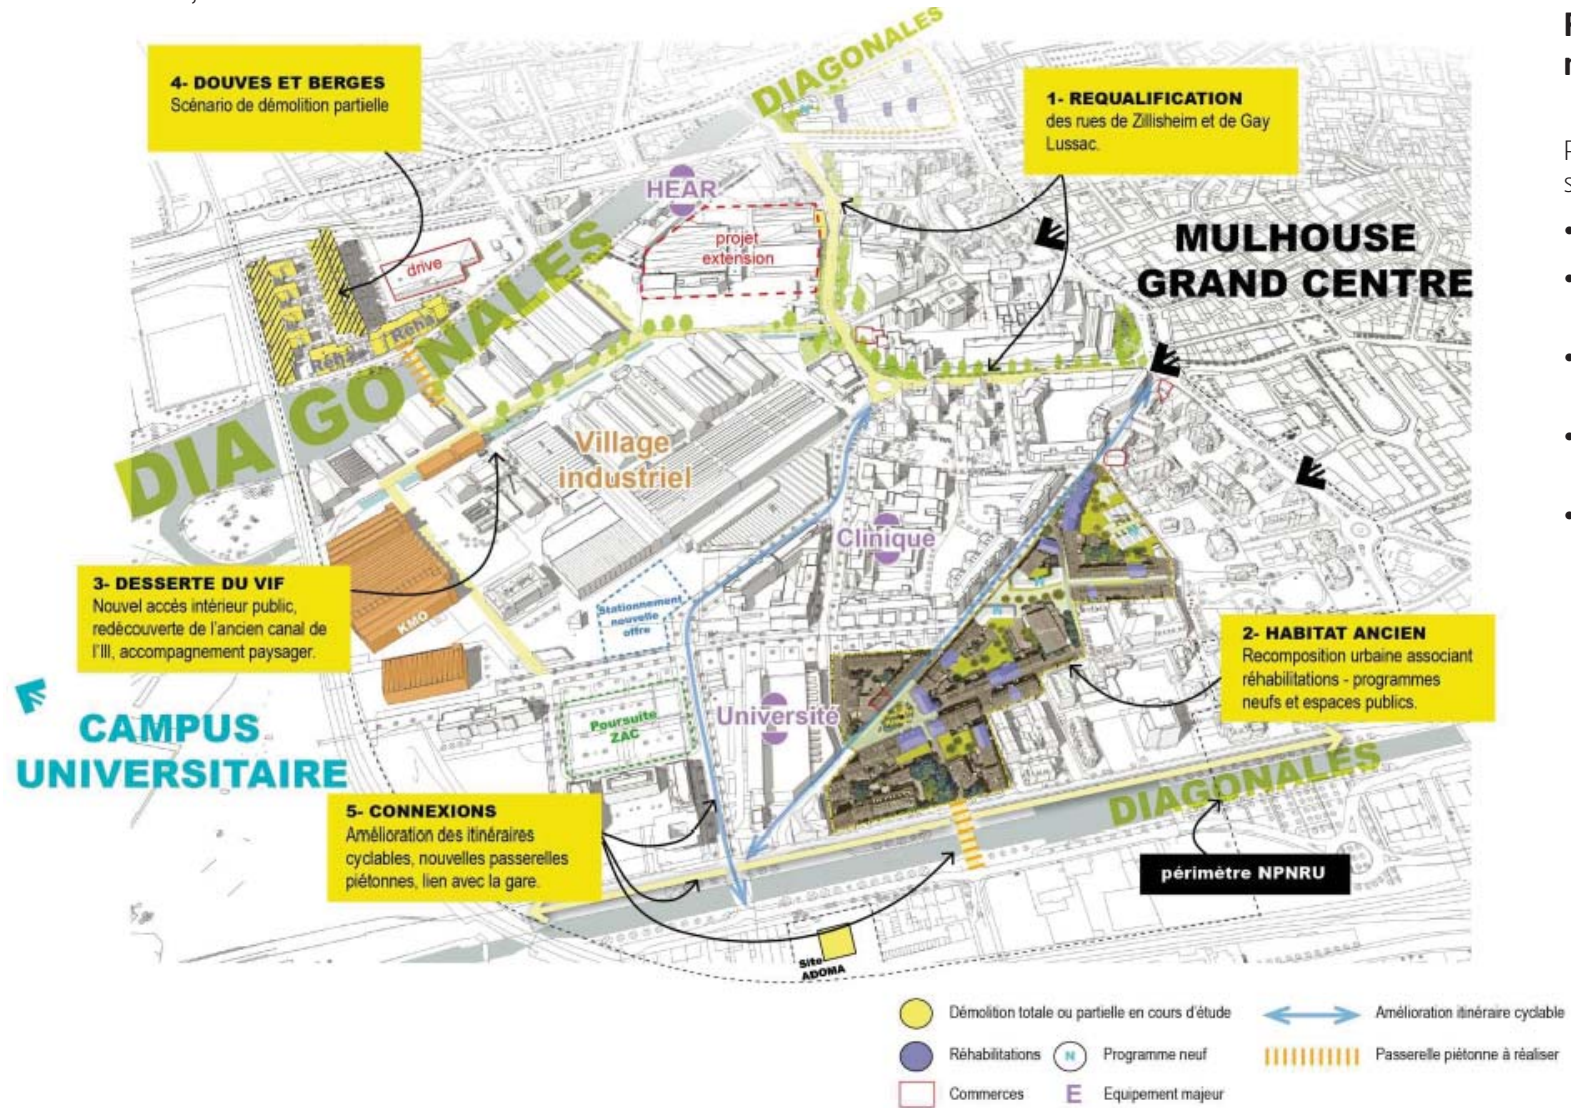 DIAGONALES
4- DOUVES ET BERGES
Scénario de démolition partielle
1- REQUALIFICATION
des rues de Zillisheim et de Gay
Lussac.
HEAR
projet
extension
drive
MULHOUSE
GRAND CENTRE
Réha
Réha
DIAGONALES
Village
industriel
Clinique
3- DESSERTE DU VIF
Nouvel accès intérieur public,
redécouverte de l'ancien canal de
l'Ill, accompagnement paysager.
KMO
Stationnement
nouvelle
offre
N
N
N
N
2- HABITAT ANCIEN
Recomposition urbaine associant
réhabilitations - programmes
neufs et espaces publics.
CAMPUS
UNIVERSITAIRE
Poursuite
ZAC
Université
DIAGONALES
5- CONNEXIONS
Amélioration des itinéraires
cyclables, nouvelles passerelles
piétonnes, lien avec la gare.
périmètre NPNRU
Site
ADOMA
Démolition totale ou partielle en cours d'étude
Amélioration itinéraire cyclable
Réhabilitations
N Programme neuf
Passerelle piétonne à réaliser
Commerces
E Equipement majeur